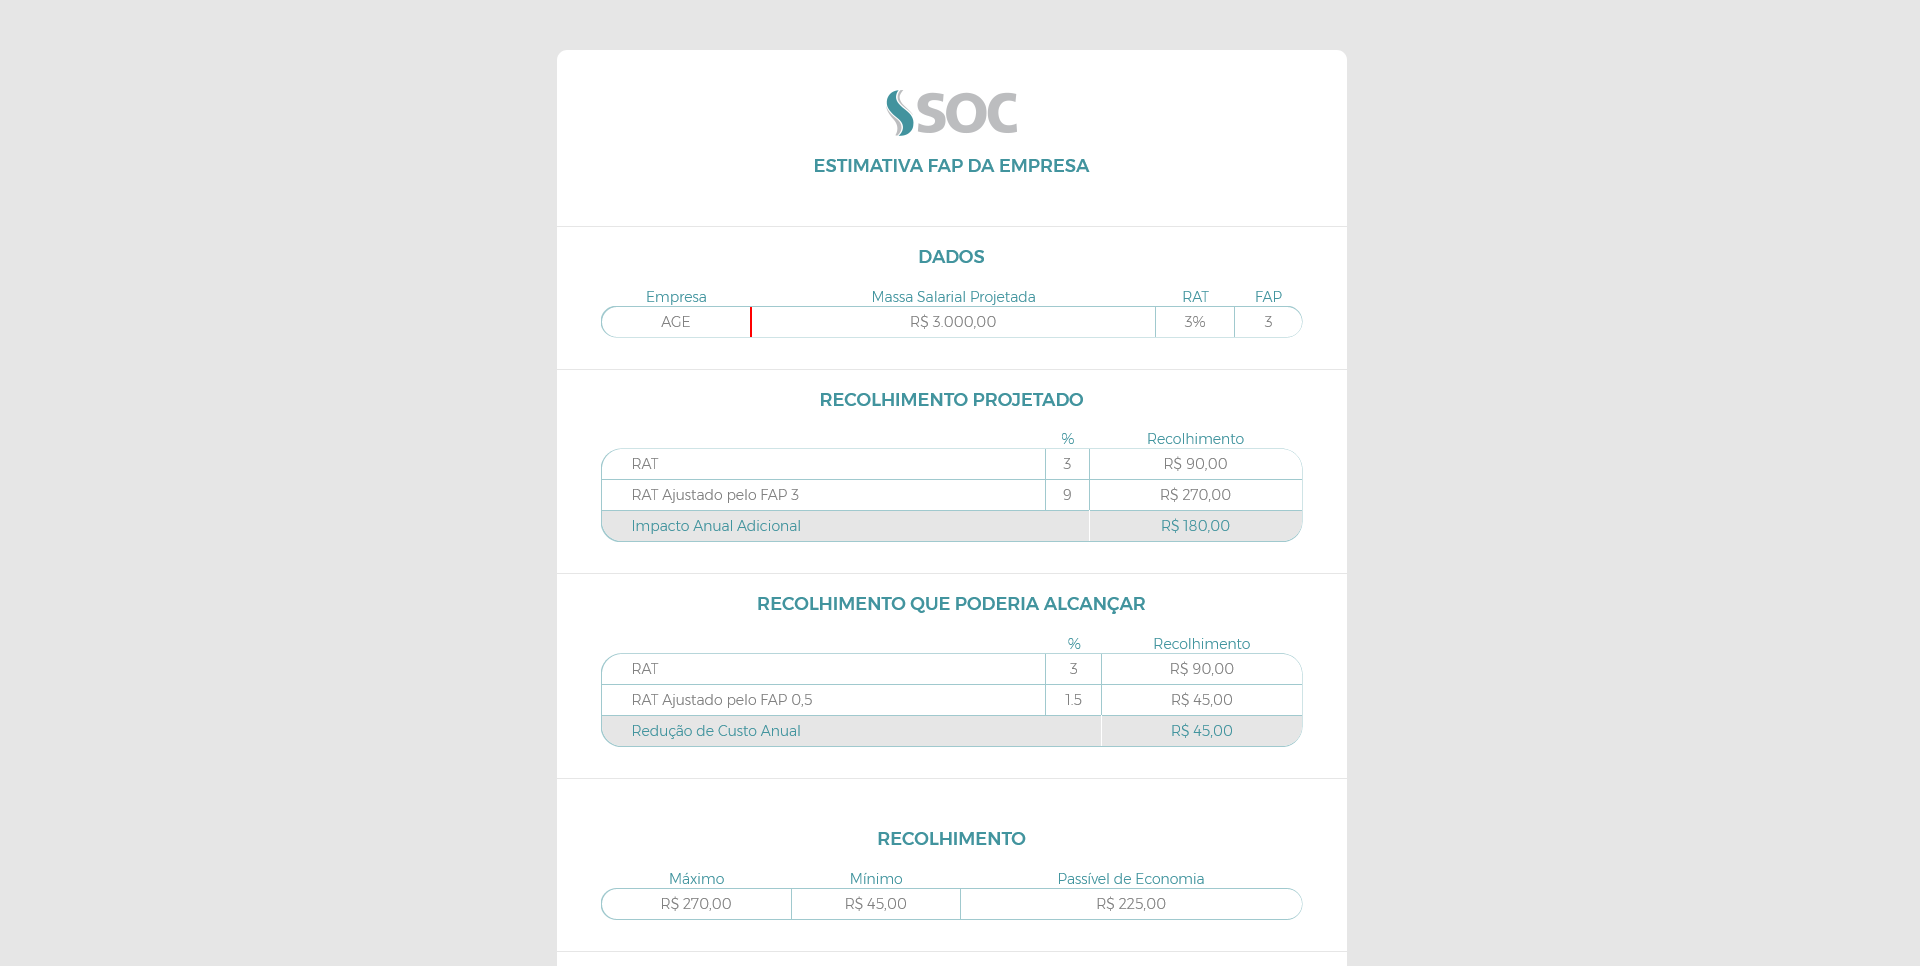 SOC
ESTIMATIVA FAP DA EMPRESA
DADOS
Empresa Massa Salarial Projetada RAT FAP
AGE R$ 3.000,00 3% 3
RECOLHIMENTO PROJETADO
% Recolhimento
RAT 3 R$ 90,00
RAT Ajustado pelo FAP 3 9 R$ 270,00
Impacto Anual Adicional R$ 180,00
RECOLHIMENTO QUE PODERIA ALCANÇAR
% Recolhimento
RAT 3 R$ 90,00
RAT Ajustado pelo FAP 0,5 1.5 R$ 45,00
Redução de Custo Anual R$ 45,00
RECOLHIMENTO
Máximo Mínimo Passível de Economia
R$ 270,00 R$ 45,00 R$ 225,00